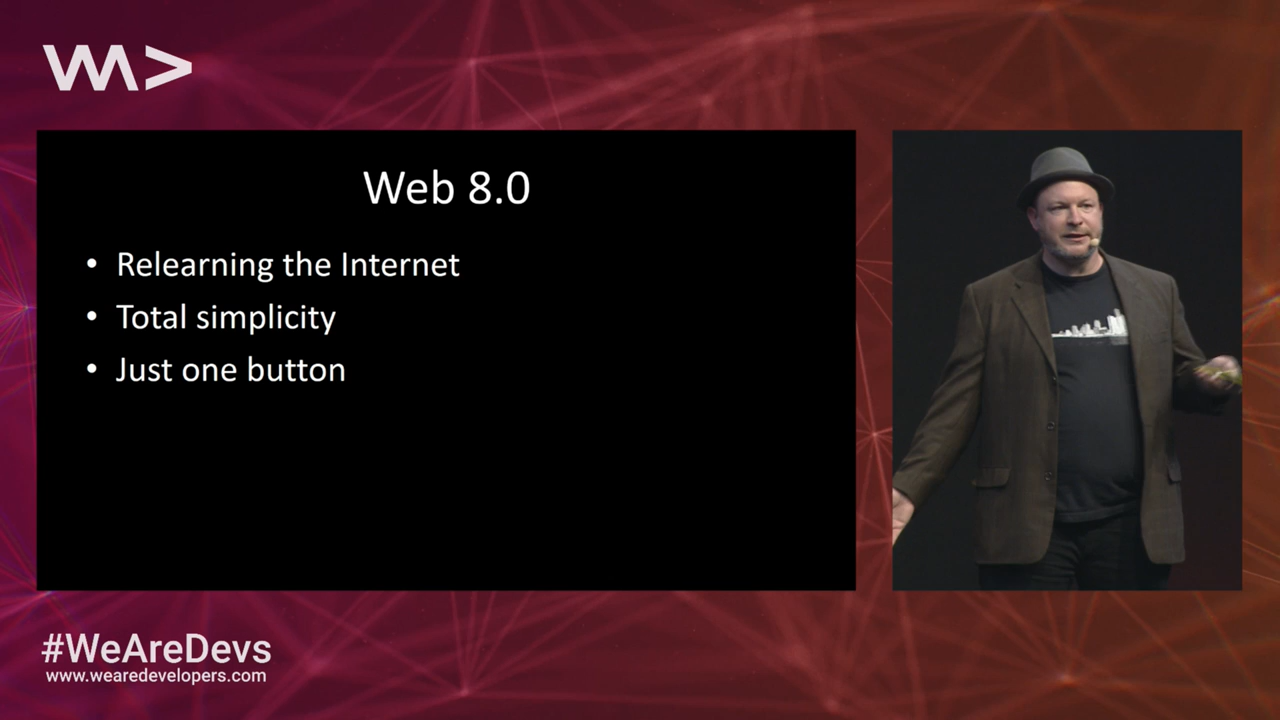 Web 8.0
• Relearning the Internet
• Total simplicity
• Just one button
#WeAreDevs
www.wearedevelopers.com